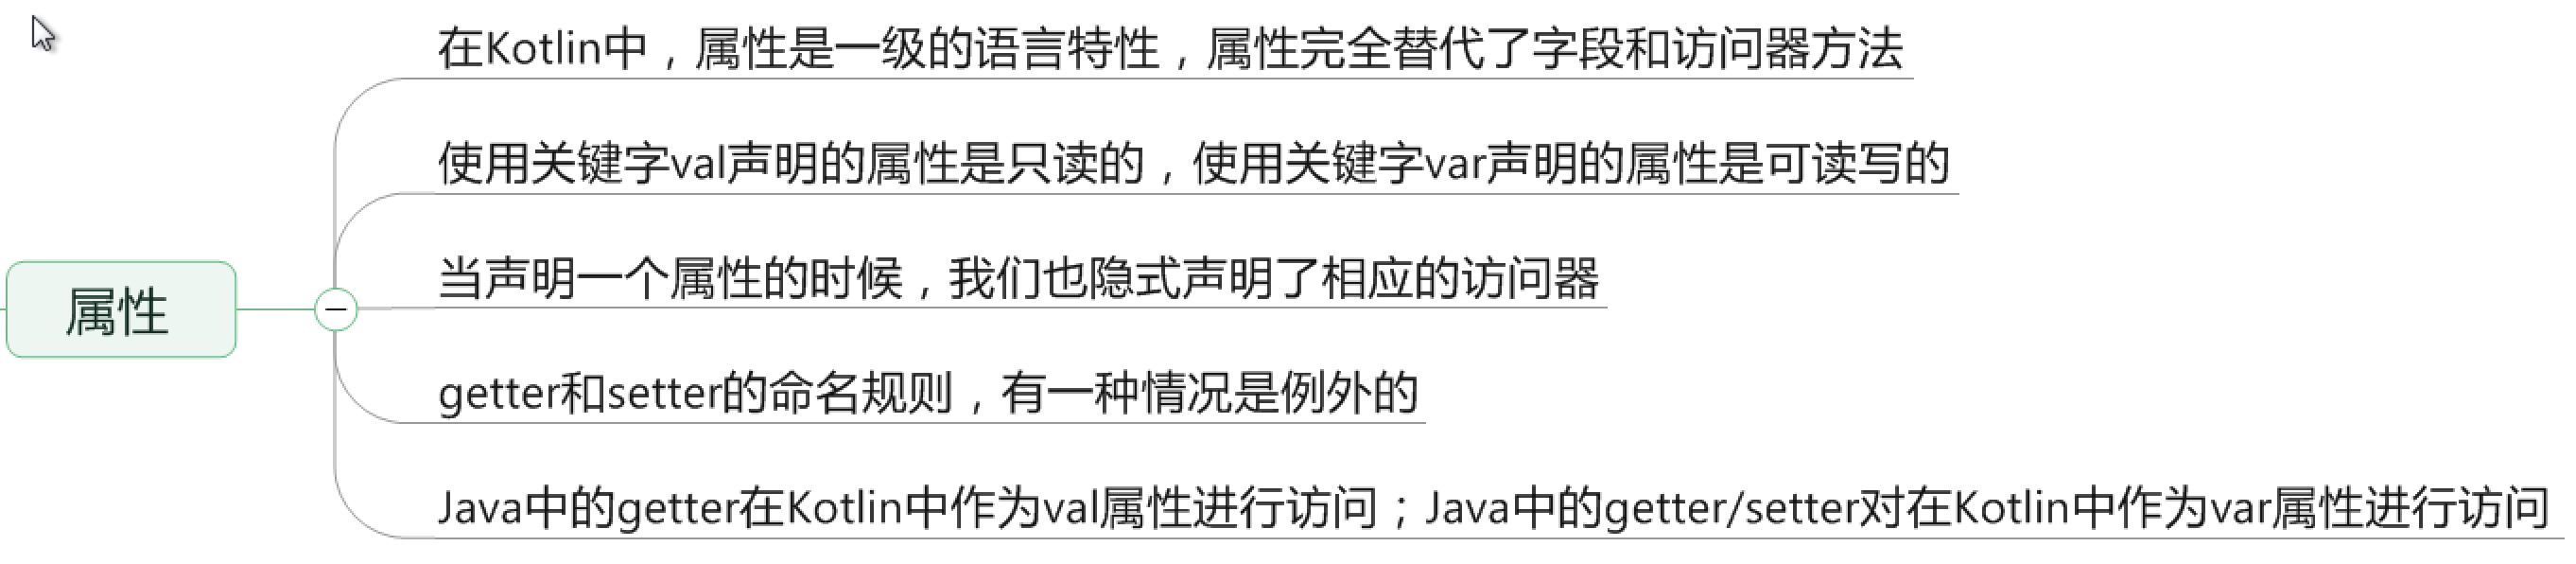 在Kotlin中，属性是一级的语言特性，属性完全替代了字段和访问器方法
使用关键字val声明的属性是只读的，使用关键字var声明的属性是可读写的
当声明一个属性的时候，我们也隐式声明了相应的访问器
属性
getter和setter的命名规则，有一种情况是例外的
Java中的getter在Kotlin中作为val属性进行访问；Java中的getter/setter对在Kotlin中作为var属性进行访问